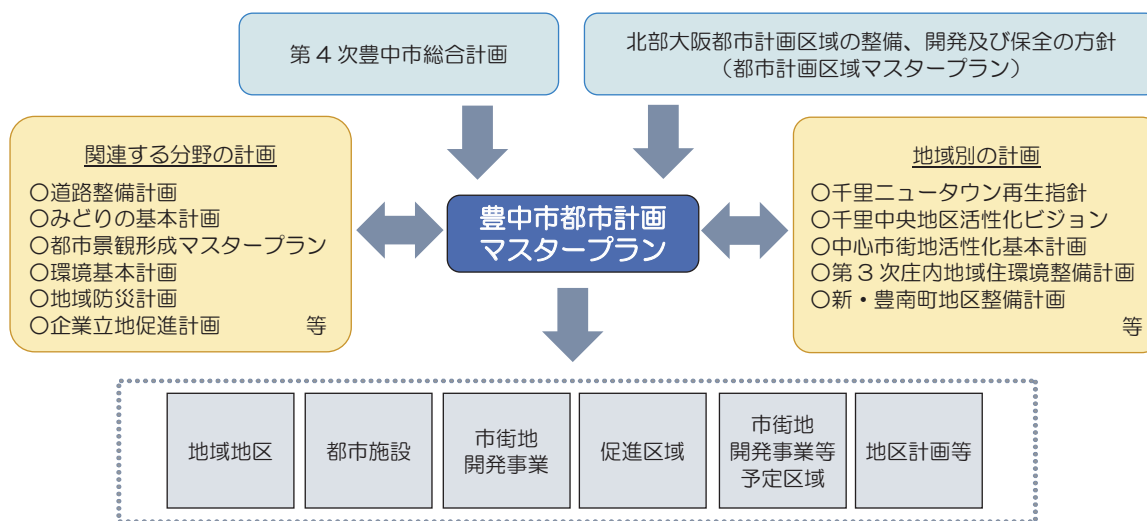 第4次豊中市総合計画
北部大阪都市計画区域の整備、開発及び保全の方針
(都市計画区域マスタープラン)
関連する分野の計画
○道路整備計画
○みどりの基本計画
○都市景観形成マスタープラン
○環境基本計画
○地域防災計画
○企業立地促進計画 等
豊中市都市計画
マスタープラン
地域別の計画
○千里ニュータウン再生指針
○千里中央地区活性化ビジョン
○中心市街地活性化基本計画
○第3次庄内地域住環境整備計画
○新・豊南町地区整備計画
等
地域地区
都市施設
市街地
開発事業
促進区域
市街地
開発事業等
予定区域
地区計画等